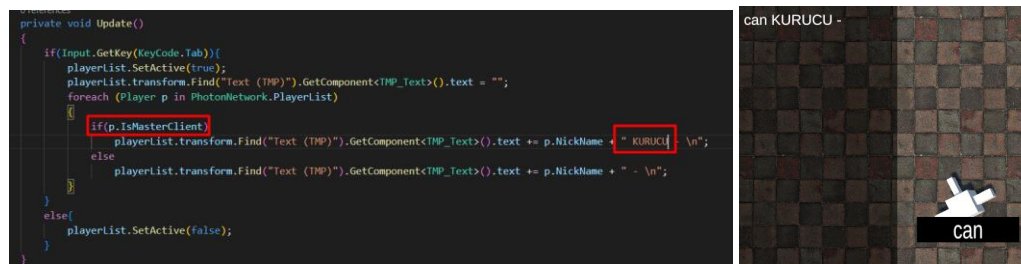 0 references
private void Update()
{
if(Input.GetKey(KeyCode.Tab)){
playerList.SetActive(true);
playerList.transform.Find("Text (TMP)").GetComponent<TMP_Text>().text = "";
foreach (Player p in PhotonNetwork.PlayerList)
{
if(p.IsMasterClient)
playerList.transform.Find("Text (TMP)").GetComponent<TMP_Text>().text += p.NickName + " KURUCU - \n";
else
playerList.transform.Find("Text (TMP)").GetComponent<TMP_Text>().text += p.NickName + " - \n";
}
}
else{
playerList.SetActive(false);
}
}
can KURUCU -
can